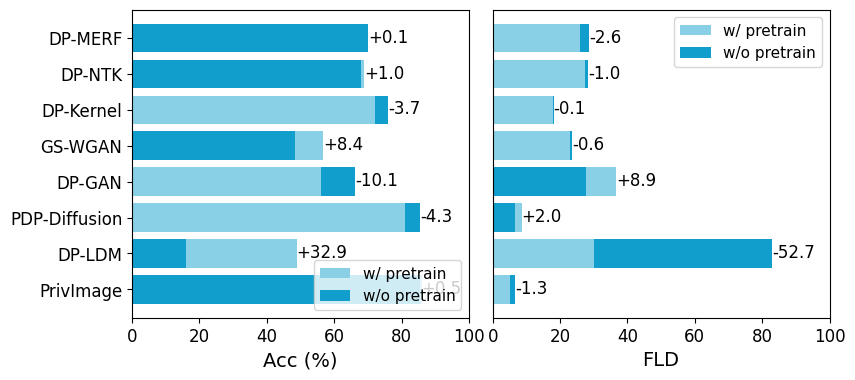 DP-MERF
DP-NTK
DP-Kernel
GS-WGAN
DP-GAN
PDP-Diffusion
DP-LDM
PrivImage
+0.1
+1.0
-3.7
+8.4
-10.1
-4.3
+32.9
+0.5
w/ pretrain
w/o pretrain
0 20 40 60 80 100
Acc (%)
w/ pretrain
w/o pretrain
-2.6
-1.0
-0.1
-0.6
+8.9
+2.0
-52.7
-1.3
0 20 40 60 80 100
FLD